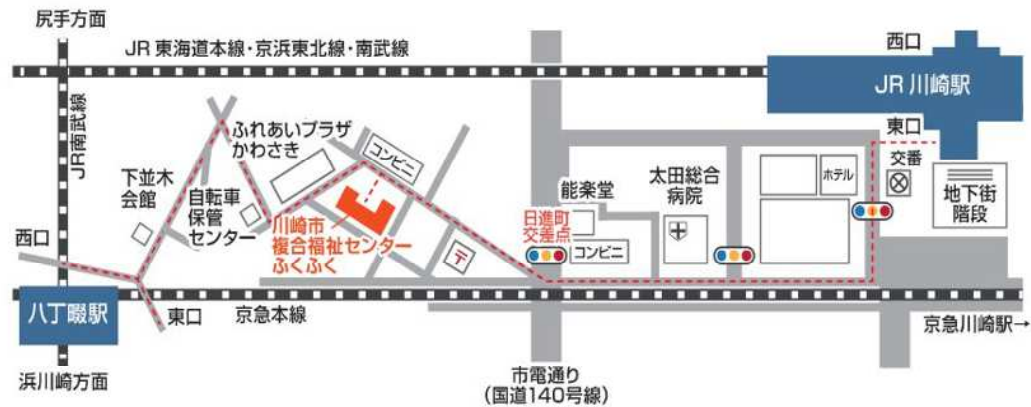 尻手方面
JR 東海道本線・京浜東北線・南武線
西口
JR 川崎駅
東口
JR南武線
ふれあいプラザ
かわさき
コンビニ
下並木
会館
自転車
保管
センター
川崎市
複合福祉センター
ふくふく
〒
能楽堂
日進町
交差点
コンビニ
太田総合
病院
ホテル
交番
地下街
階段
西口
八丁畷駅
東口
京急本線
京急川崎駅→
浜川崎方面
市電通り
(国道140号線)